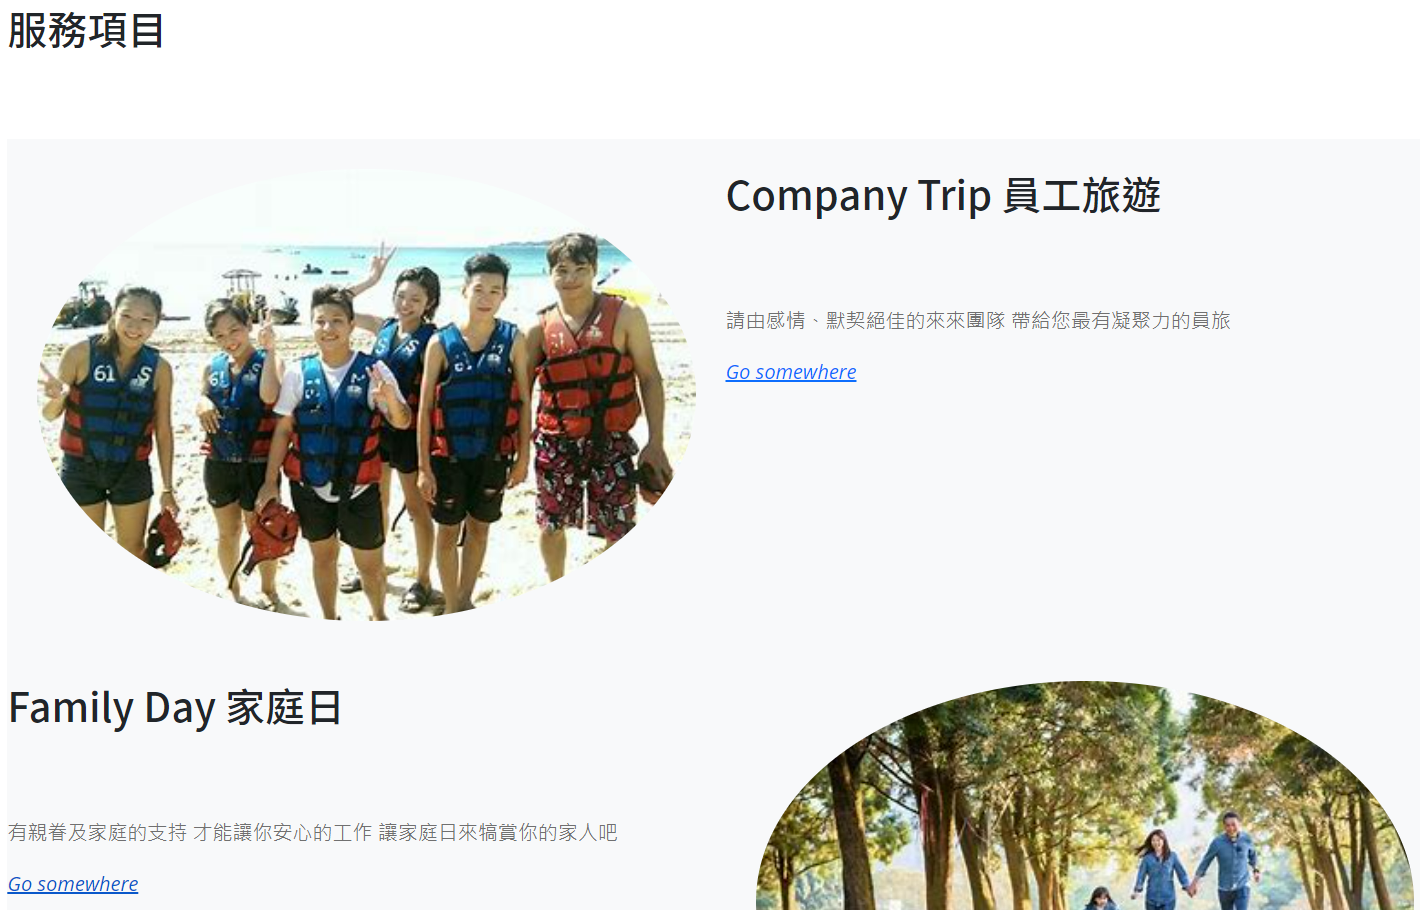 服務項目
Company Trip 員工旅遊
請由感情、默契絕佳的來來團隊 帶給您最有凝聚力的員旅
Go somewhere
61 S
61 S
S
Family Day 家庭日
有親眷及家庭的支持 才能讓你安心的工作 讓家庭日來犒賞你的家人吧
Go somewhere